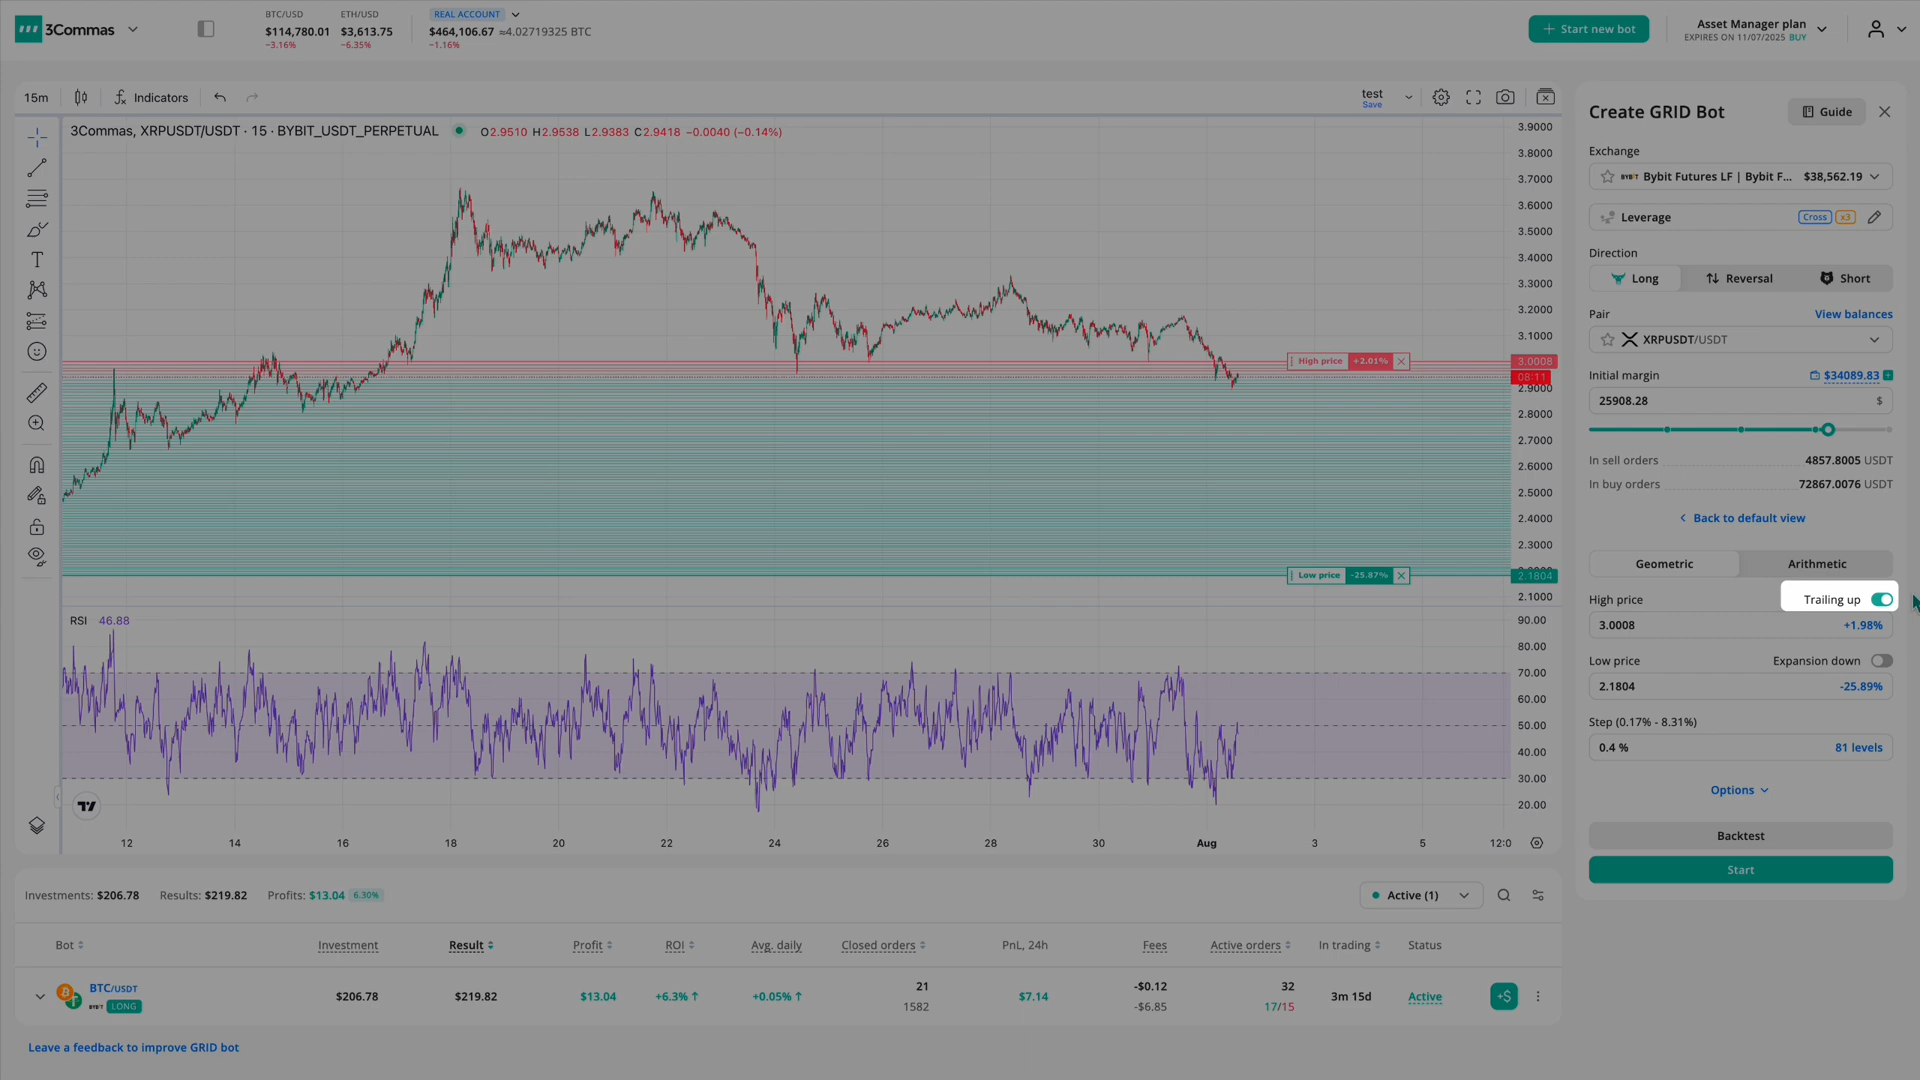 3Commas
BTC/USD
$114,780.01
−3.16%
ETH/USD
$3,613.75
−6.35%
REAL ACCOUNT
$464,106.67 ≈4.02719325 BTC
−1.16%
Start new bot
Asset Manager plan
EXPIRES ON 11/07/2025 BUY
15m
Indicators
test
Save
3Commas, XRPUSDT/USDT · 15 · BYBIT_USDT_PERPETUAL
O2.9510 H2.9538 L2.9383 C2.9418 −0.0040 (−0.14%)
3.9000
3.8000
3.7000
3.6000
3.5000
3.4000
3.3000
3.2000
3.1000
High price +2.01%
3.0008
08:11
2.9000
2.8000
2.7000
2.6000
2.5000
2.4000
2.3000
Low price -25.87%
2.1804
2.1000
RSI 46.88
90.00
80.00
70.00
60.00
50.00
40.00
30.00
20.00
12 14 16 18 20 22 24 26 28 30 Aug 3 5 12:0
Create GRID Bot
Guide
Exchange
BYBIT Bybit Futures LF | Bybit F... $38,562.19
Leverage Cross x3
Direction
Long Reversal Short
Pair View balances
XRPUSDT/USDT
Initial margin $34089.83
25908.28 $
In sell orders 4857.8005 USDT
In buy orders 72867.0076 USDT
Back to default view
Geometric Arithmetic
High price Trailing up
3.0008 +1.98%
Low price Expansion down
2.1804 -25.89%
Step (0.17% - 8.31%)
0.4 % 81 levels
Options
Backtest
Start
Investments: $206.78 Results: $219.82 Profits: $13.04 6.30%
Active (1)
Bot Investment Result Profit ROI Avg. daily Closed orders PnL, 24h Fees Active orders In trading Status
BTC/USDT
BYBIT LONG
$206.78 $219.82 $13.04 +6.3% ↑ +0.05% ↑
21
1582
$7.14
-$0.12
-$6.85
32
17/15
3m 15d Active +$
Leave a feedback to improve GRID bot